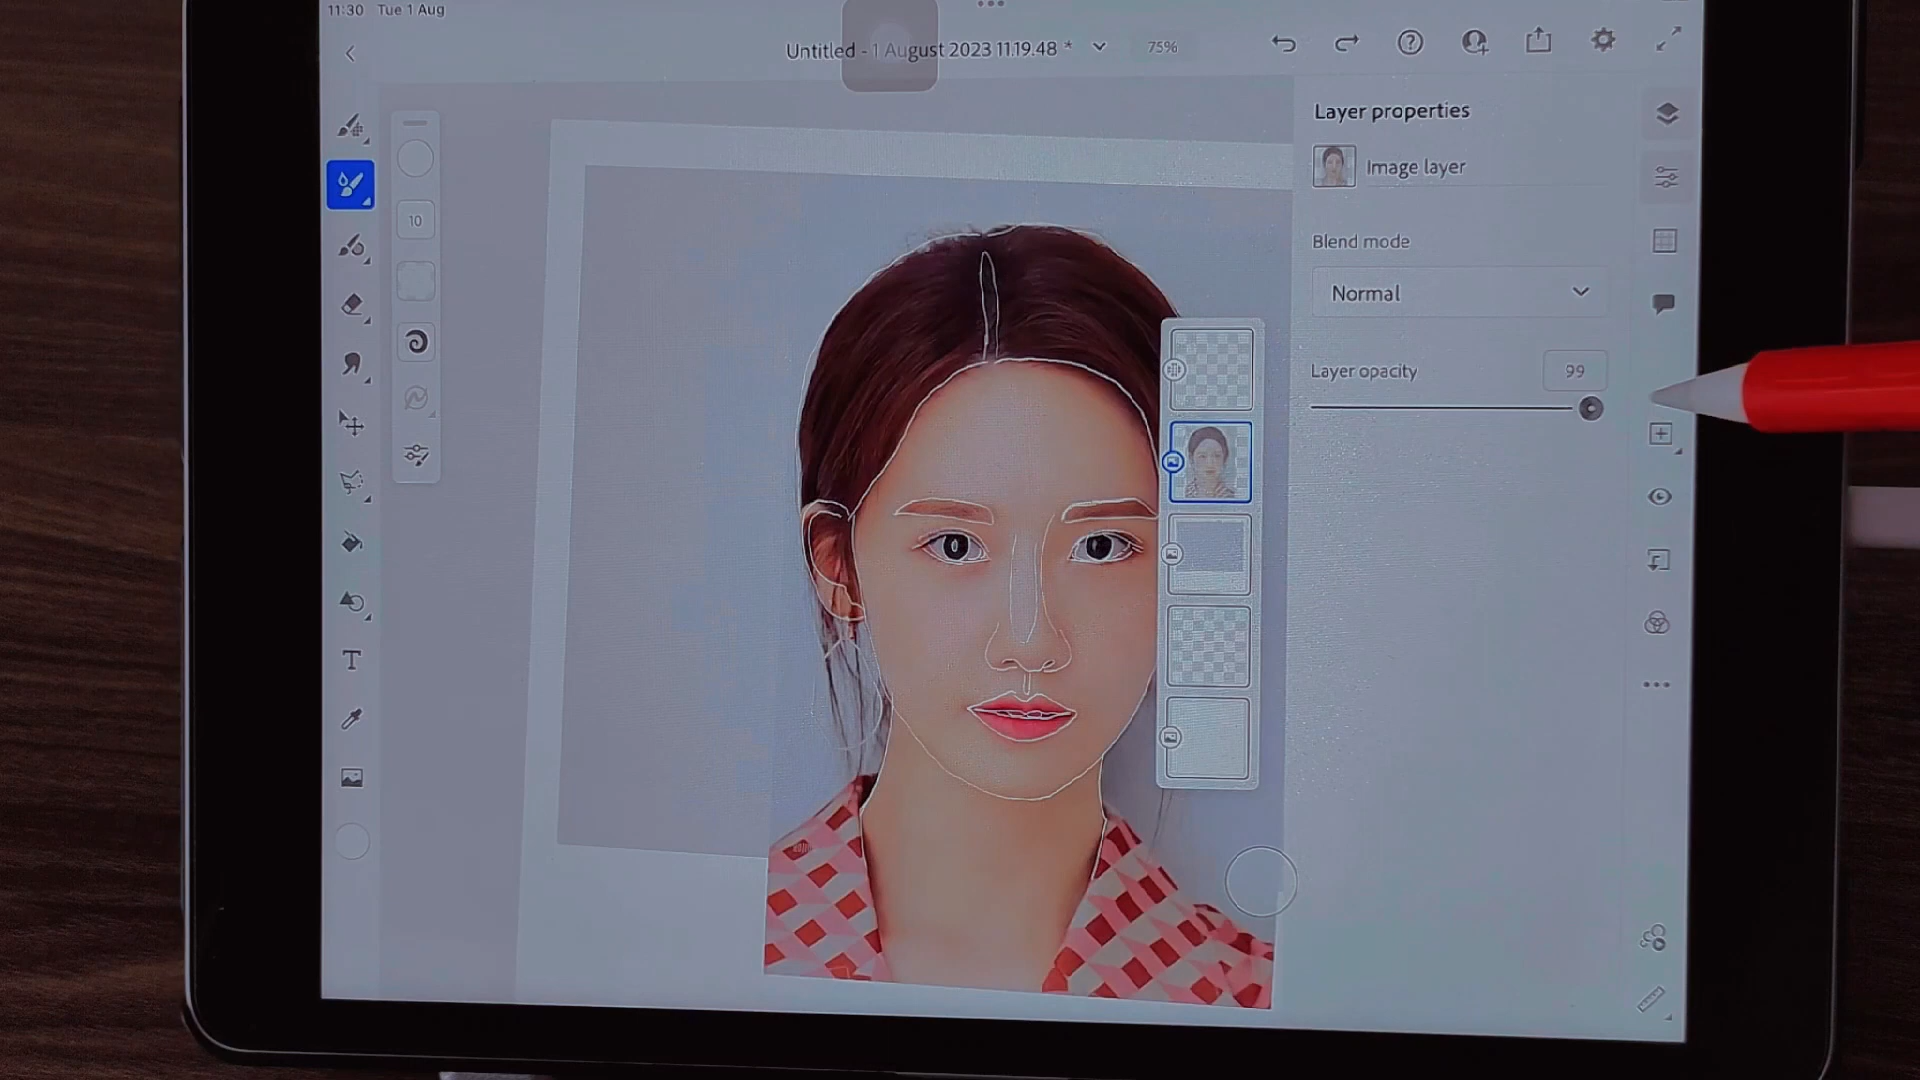 11:30 Tue 1 Aug
Untitled - 1 August 2023 11.19.48 *
75%
Layer properties
Image layer
10
Blend mode
Normal
Layer opacity
99
T